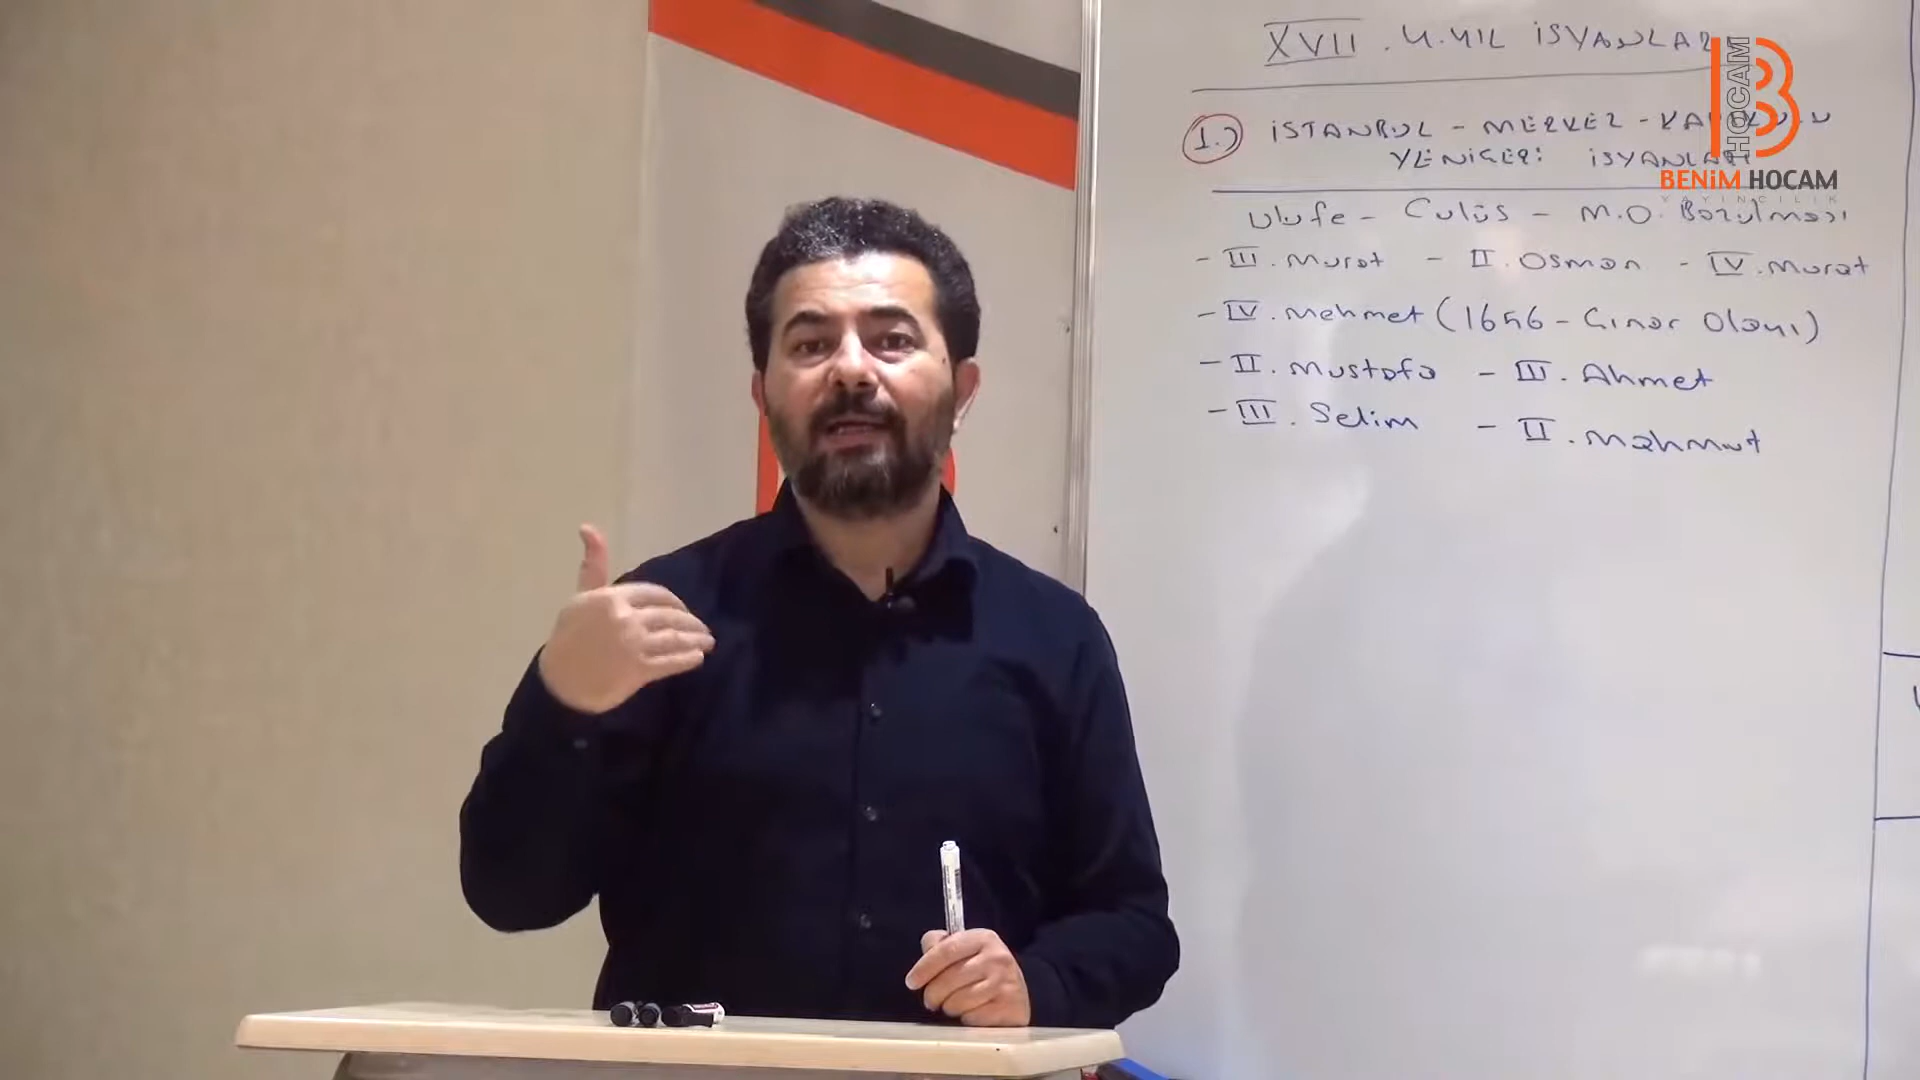 XVII. Y.YIL İSYANLARI
1.) İSTANBUL - MERKEZ - KAPIKULU
YENİÇERİ İSYANLARI
Ulufe - Culüs - M.O. Bozulması
- III. Murat - II. Osman - IV. Murat
- IV. Mehmet (1656 - Çınar Olayı)
- II. Mustafa - III. Ahmet
- III. Selim - II. Mahmut
HOCAM
BENİM HOCAM
YAYINCILIK